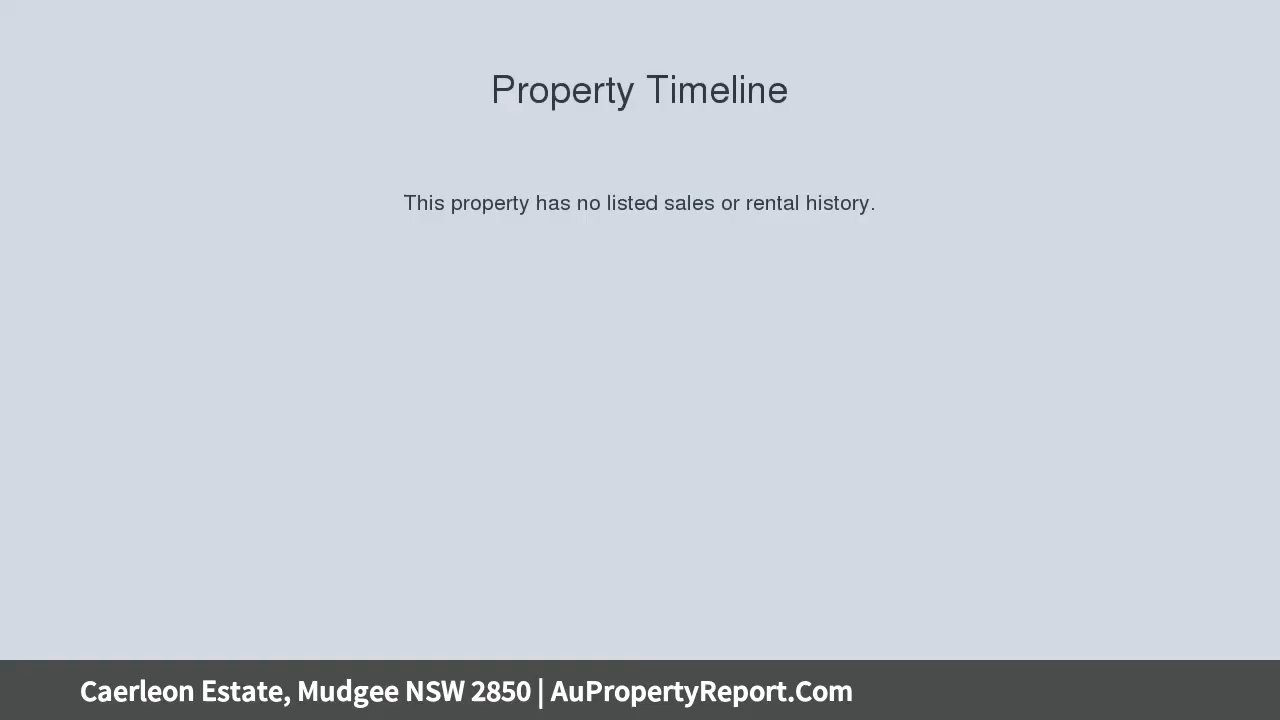 Property Timeline
This property has no listed sales or rental history.
Caerleon Estate, Mudgee NSW 2850 | AuPropertyReport.Com